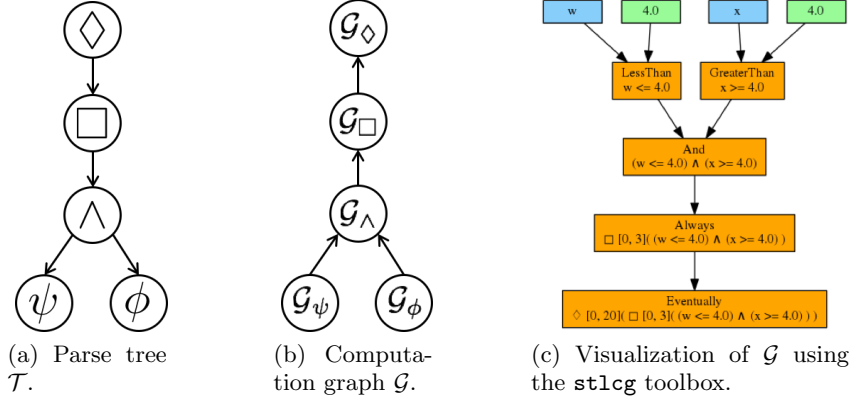 ◇
□
∧
ψ ϕ
(a) Parse tree
𝒯.
𝒢◇
𝒢□
𝒢∧
𝒢ψ 𝒢ϕ
(b) Computa-
tion graph 𝒢.
w 4.0 x 4.0
LessThan
w <= 4.0
GreaterThan
x >= 4.0
And
(w <= 4.0) ∧ (x >= 4.0)
Always
□ [0, 3]( (w <= 4.0) ∧ (x >= 4.0) )
Eventually
◇ [0, 20]( □ [0, 3]( (w <= 4.0) ∧ (x >= 4.0) ) )
(c) Visualization of 𝒢 using
the stlcg toolbox.